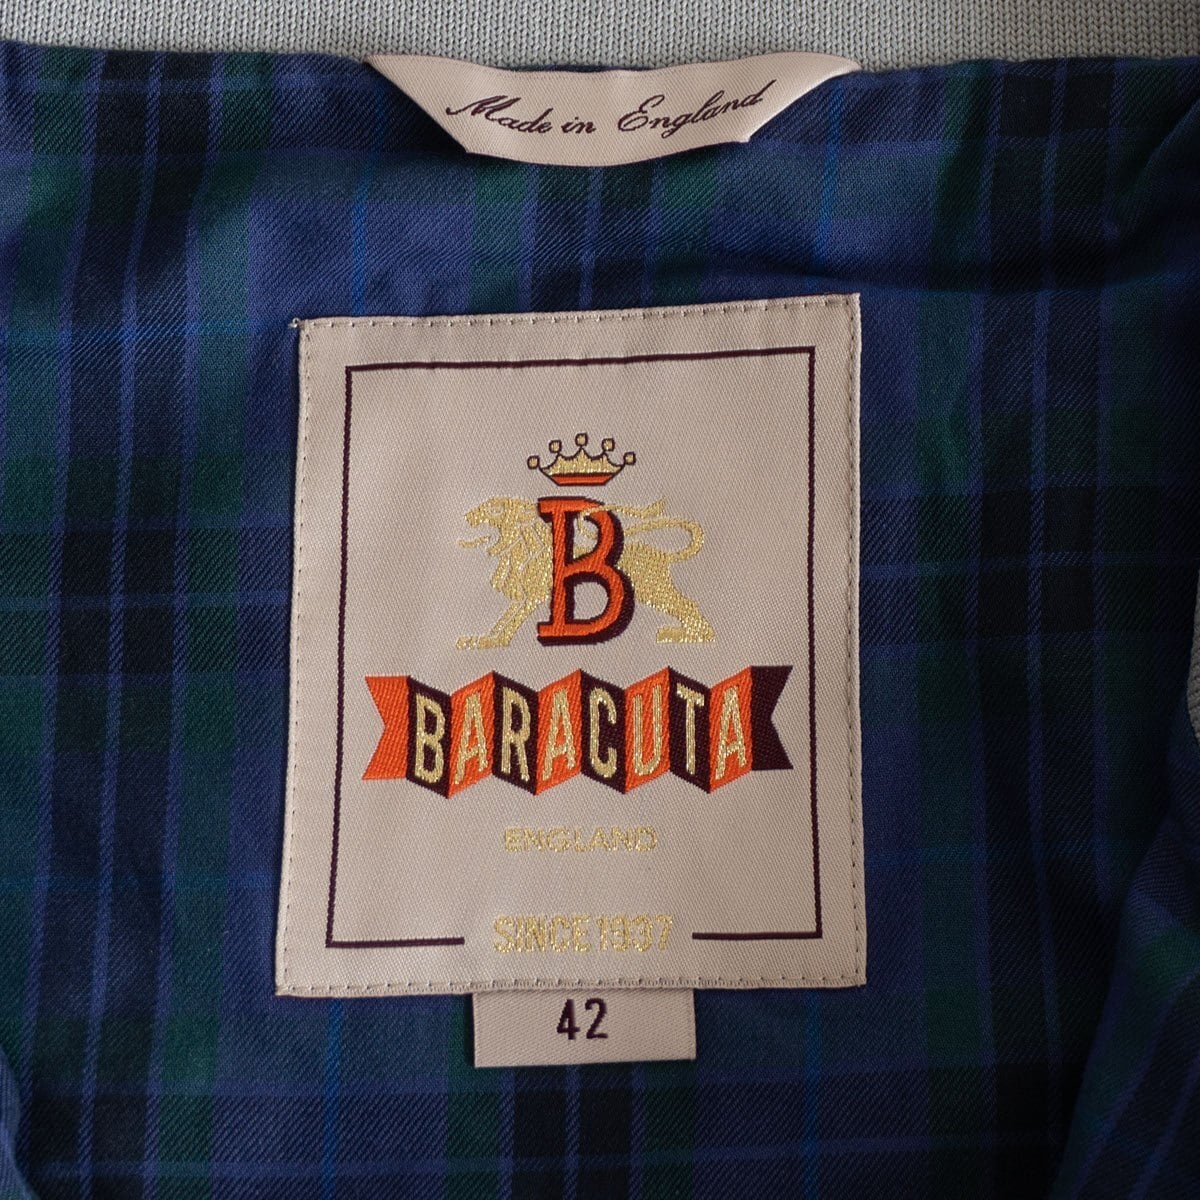 Made in England
B
BARACUTA
ENGLAND
SINCE 1937
42